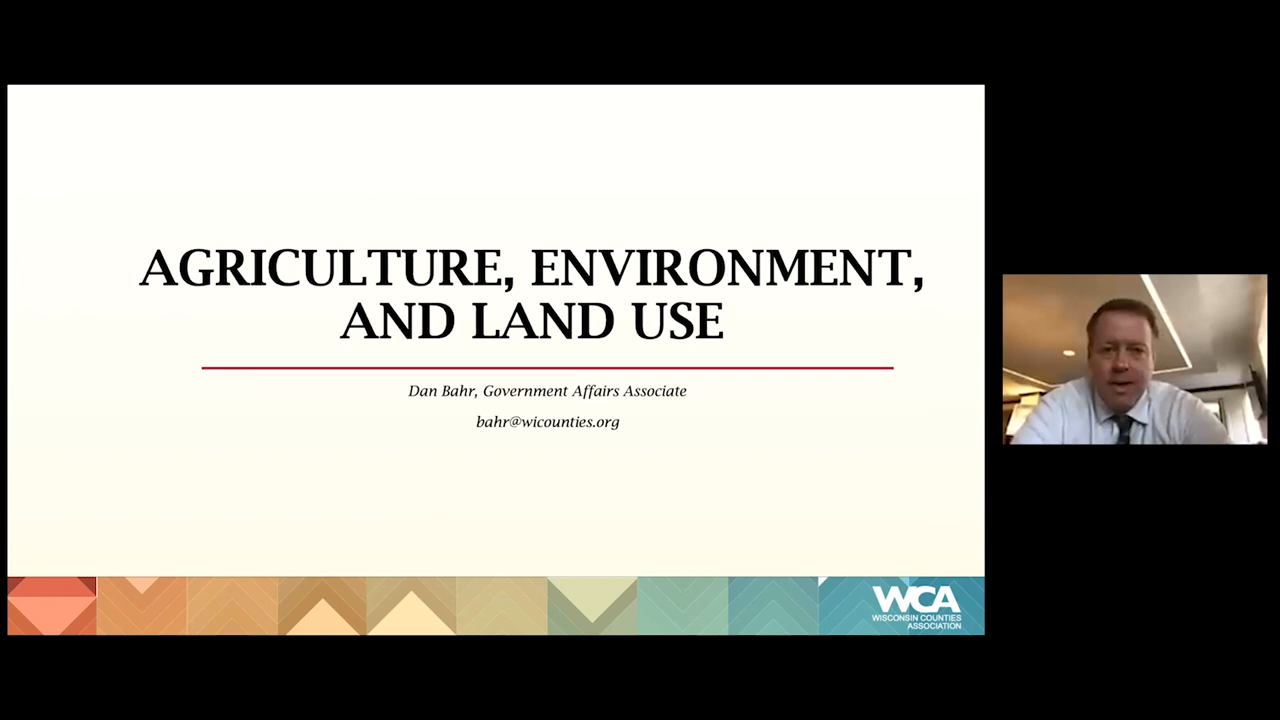 AGRICULTURE, ENVIRONMENT,
AND LAND USE
Dan Bahr, Government Affairs Associate
bahr@wicounties.org
WCA
WISCONSIN COUNTIES
ASSOCIATION